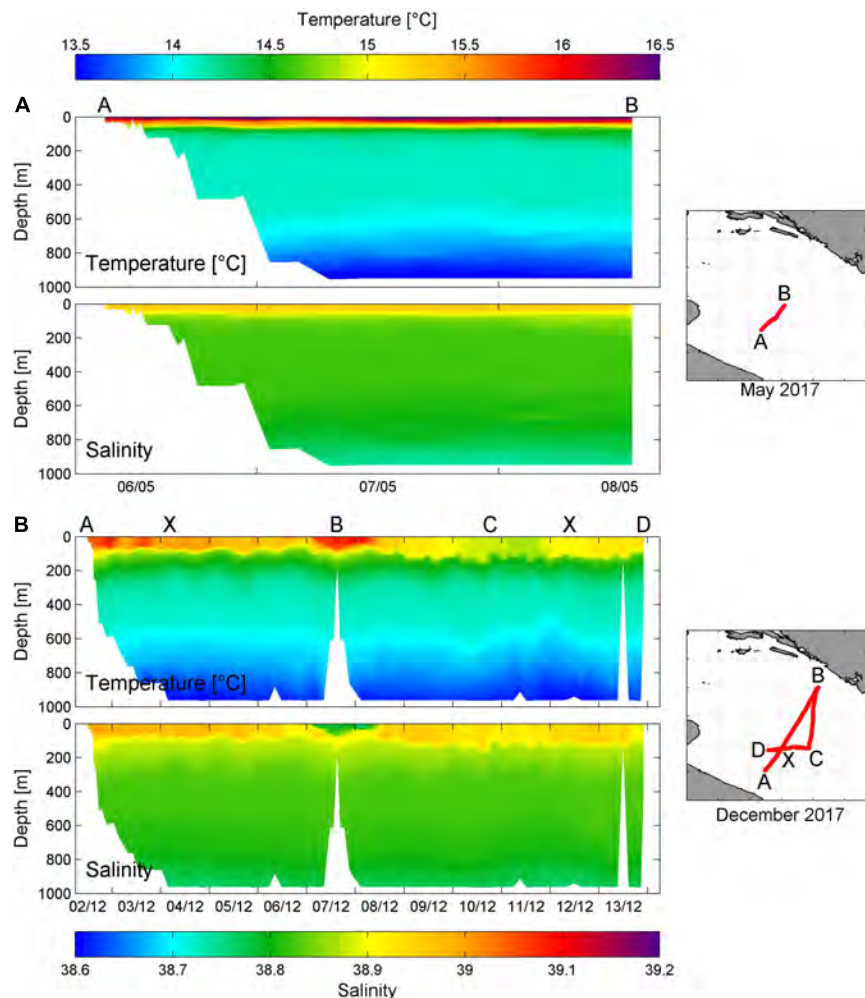 Temperature [°C]
13.5 14 14.5 15 15.5 16 16.5
A
A B
0
200
400
600
800
1000
Depth [m]
Temperature [°C]
0
200
400
600
800
1000
Depth [m]
Salinity
06/05 07/05 08/05
B
A
May 2017
B
A X B C X D
0
200
400
600
800
1000
Depth [m]
Temperature [°C]
0
200
400
600
800
1000
Depth [m]
Salinity
02/12 03/12 04/12 05/12 06/12 07/12 08/12 09/12 10/12 11/12 12/12 13/12
B
D
X
C
A
December 2017
38.6 38.7 38.8 38.9 39 39.1 39.2
Salinity